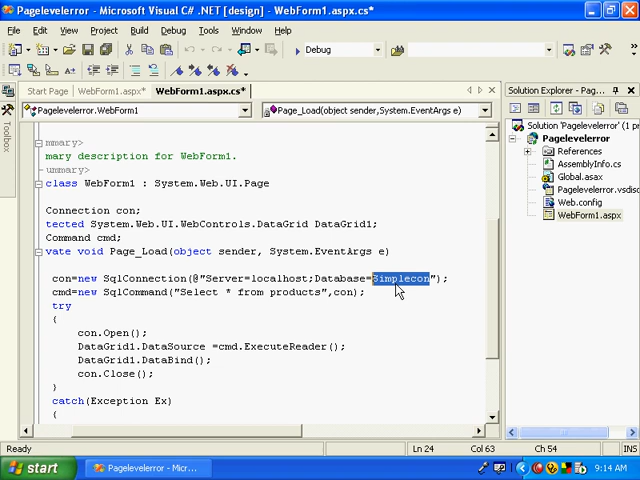 Pagelevelerror - Microsoft Visual C# .NET [design] - WebForm1.aspx.cs*
File Edit View Project Build Debug Tools Window Help
Debug
Start Page WebForm1.aspx* WebForm1.aspx.cs*
Pagelevelerror.WebForm1 Page_Load(object sender,System.EventArgs e)
mmary>
mary description for WebForm1.
ummary>
class WebForm1 : System.Web.UI.Page
Connection con;
tected System.Web.UI.WebControls.DataGrid DataGrid1;
Command cmd;
vate void Page_Load(object sender, System.EventArgs e)
con=new SqlConnection(@"Server=localhost;Database=Simplecon");
cmd=new SqlCommand("Select * from products",con);
try
{
con.Open();
DataGrid1.DataSource =cmd.ExecuteReader();
DataGrid1.DataBind();
con.Close();
}
catch(Exception Ex)
{
Toolbox
Solution Explorer - Pag...
Solution 'Pagelevelerror' (1 pr
Pagelevelerror
References
AssemblyInfo.cs
Global.asax
Pagelevelerror.vsdisc
Web.config
WebForm1.aspx
Ready Ln 24 Col 63 Ch 54 INS
start Pagelevelerror - Micr... 9:14 AM